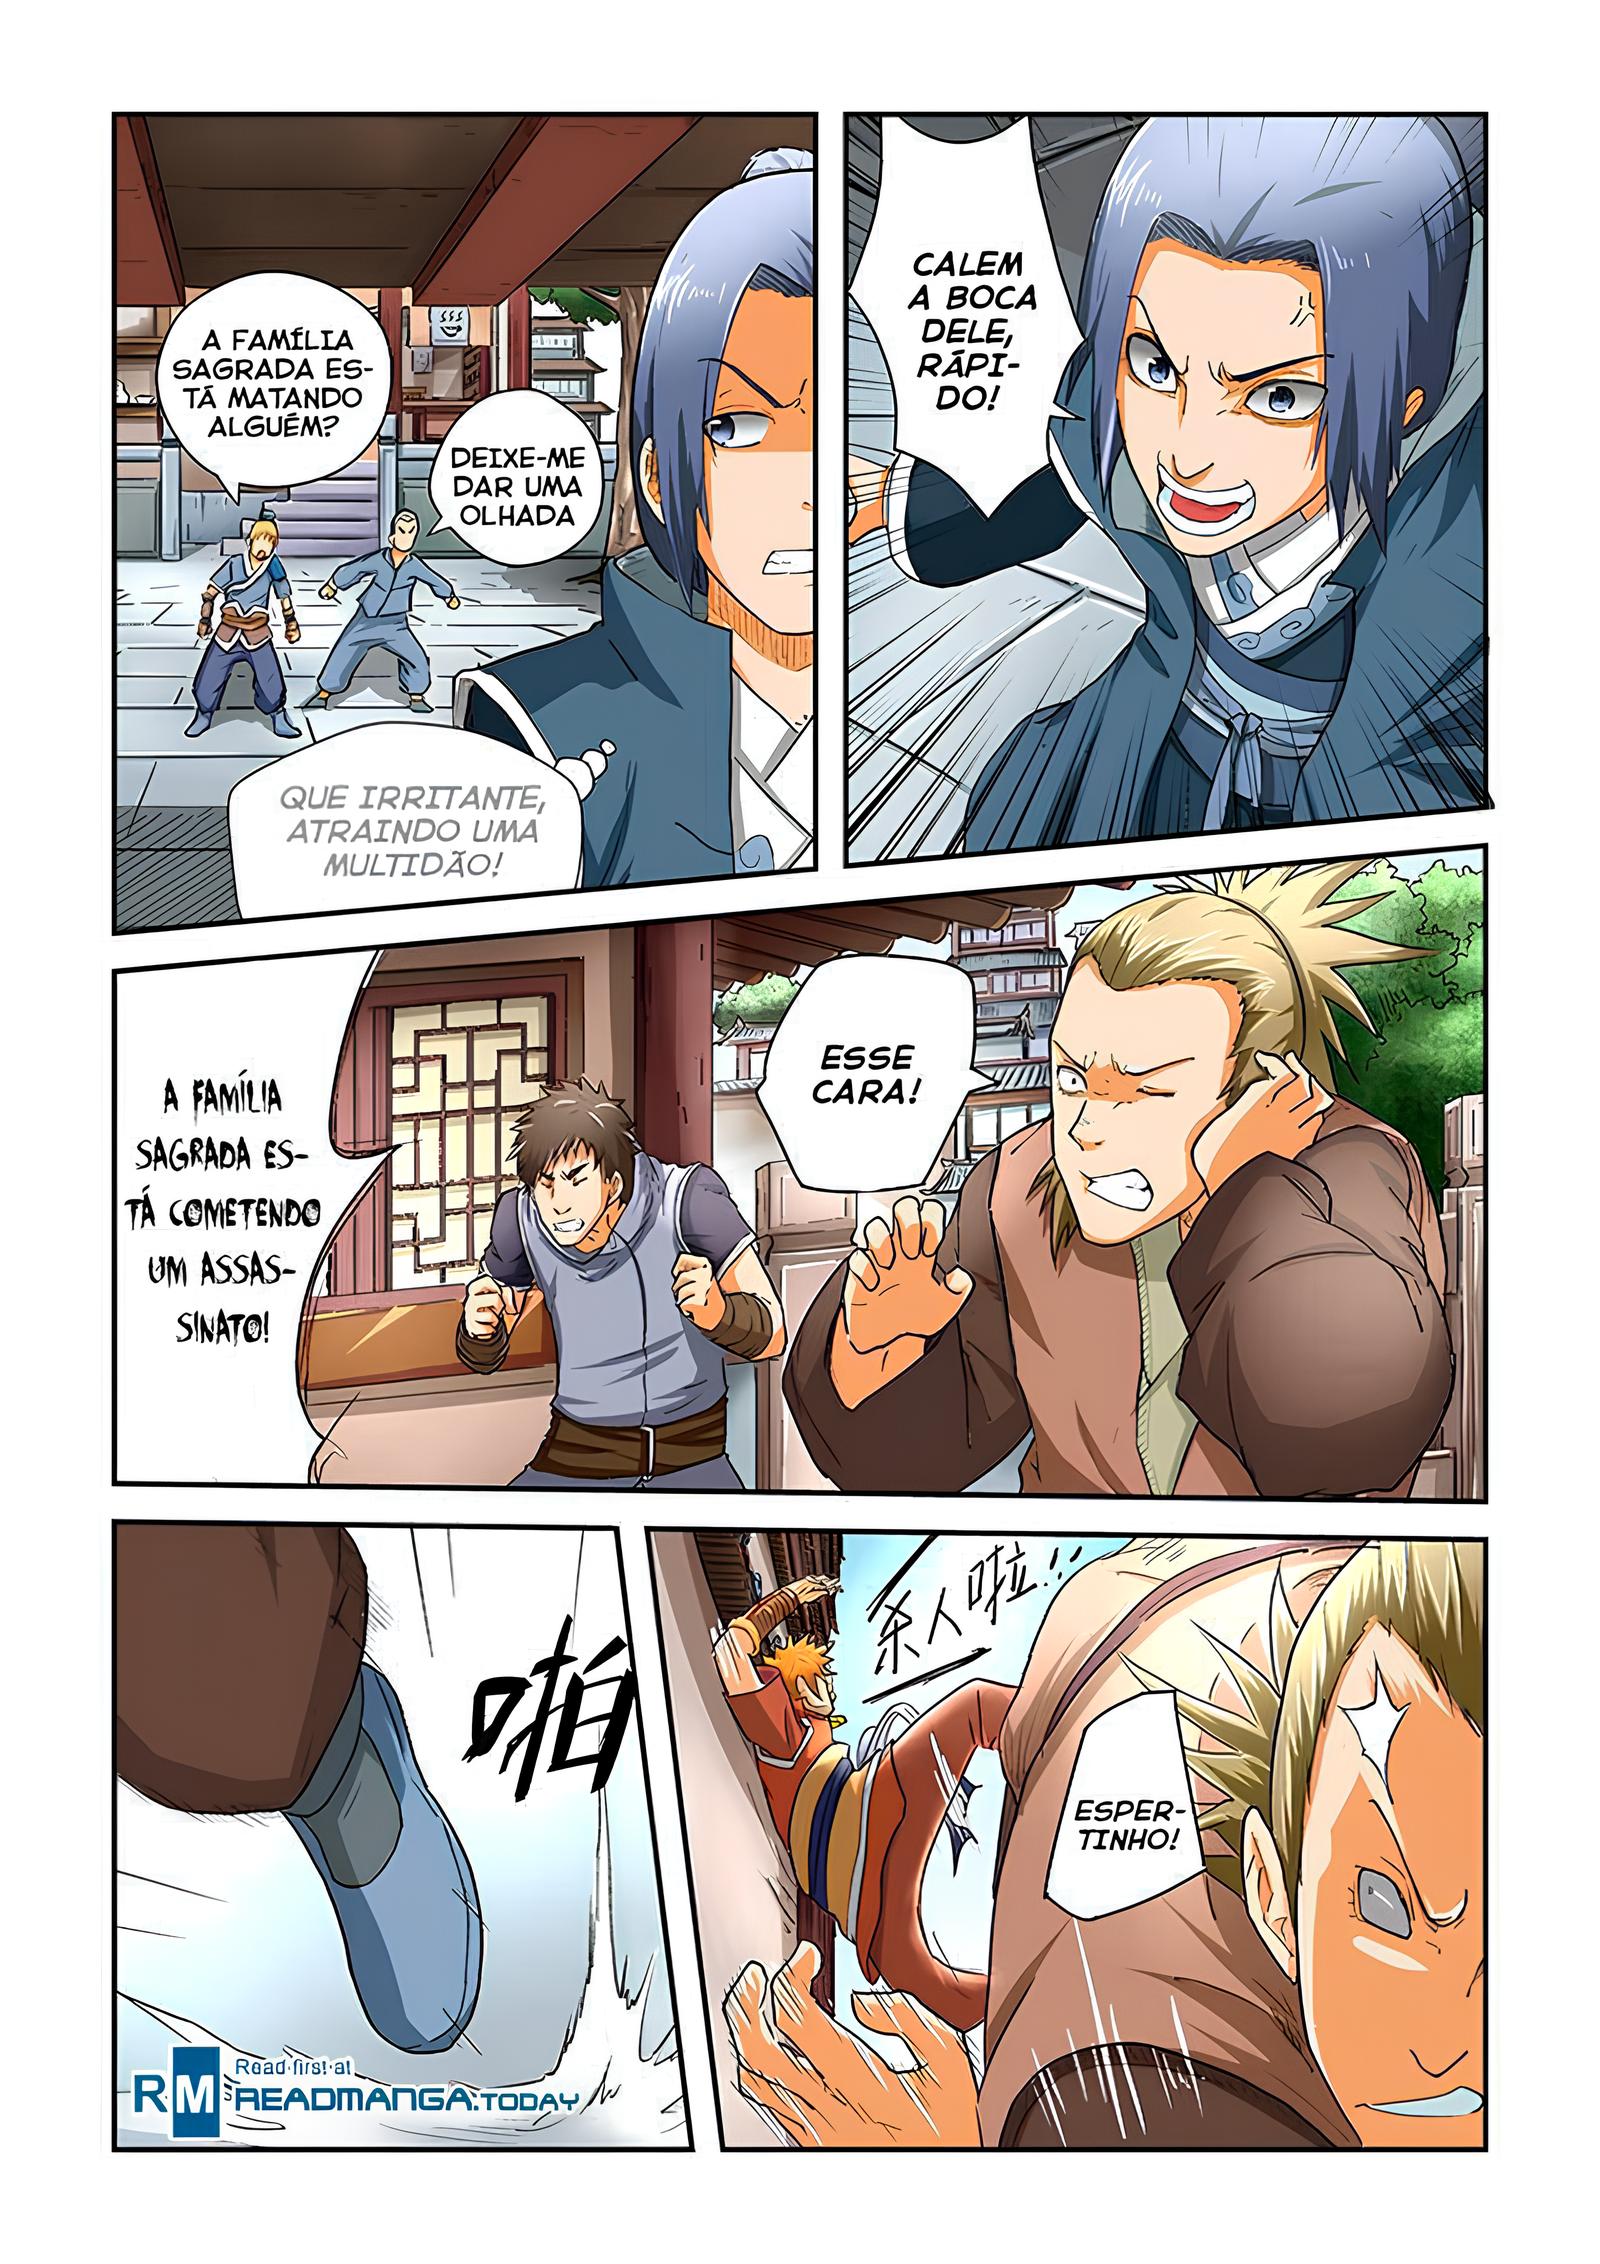 A FAMÍLIA
SAGRADA ES-
TÁ MATANDO
ALGUÉM?
DEIXE-ME
DAR UMA
OLHADA
QUE IRRITANTE,
ATRAINDO UMA
MULTIDÃO!
CALEM
A BOCA
DELE,
RÁPI-
DO!
A FAMÍLIA
SAGRADA ES-
TÁ COMETENDO
UM ASSAS-
SINATO!
ESSE
CARA!
啪
杀人啦!!
ESPER-
TINHO!
RM
Read first at
READMANGA.TODAY